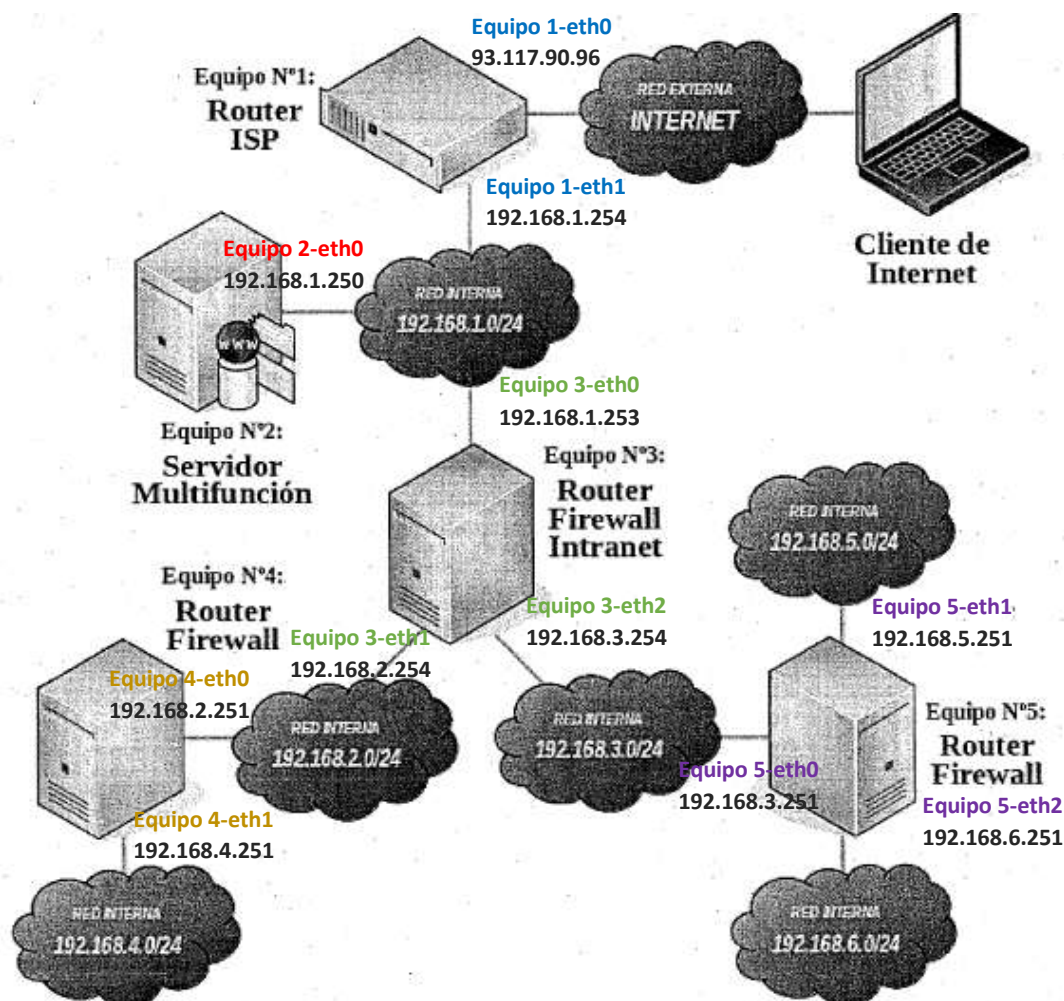 Equipo 1-eth0
93.117.90.96
Equipo Nº1:
Router
ISP
RED EXTERNA
INTERNET
Equipo 1-eth1
192.168.1.254
Cliente de
Internet
Equipo 2-eth0
192.168.1.250
RED INTERNA
192.168.1.0/24
WWW
Equipo Nº2:
Servidor
Multifunción
Equipo 3-eth0
192.168.1.253
Equipo Nº3:
Router
Firewall
Intranet
RED INTERNA
192.168.5.0/24
Equipo Nº4:
Router
Firewall
Equipo 3-eth1
192.168.2.254
Equipo 3-eth2
192.168.3.254
Equipo 5-eth1
192.168.5.251
Equipo 4-eth0
192.168.2.251
RED INTERNA
192.168.2.0/24
RED INTERNA
192.168.3.0/24
Equipo Nº5:
Router
Firewall
Equipo 5-eth0
192.168.3.251
Equipo 5-eth2
192.168.6.251
Equipo 4-eth1
192.168.4.251
RED INTERNA
192.168.4.0/24
RED INTERNA
192.168.6.0/24